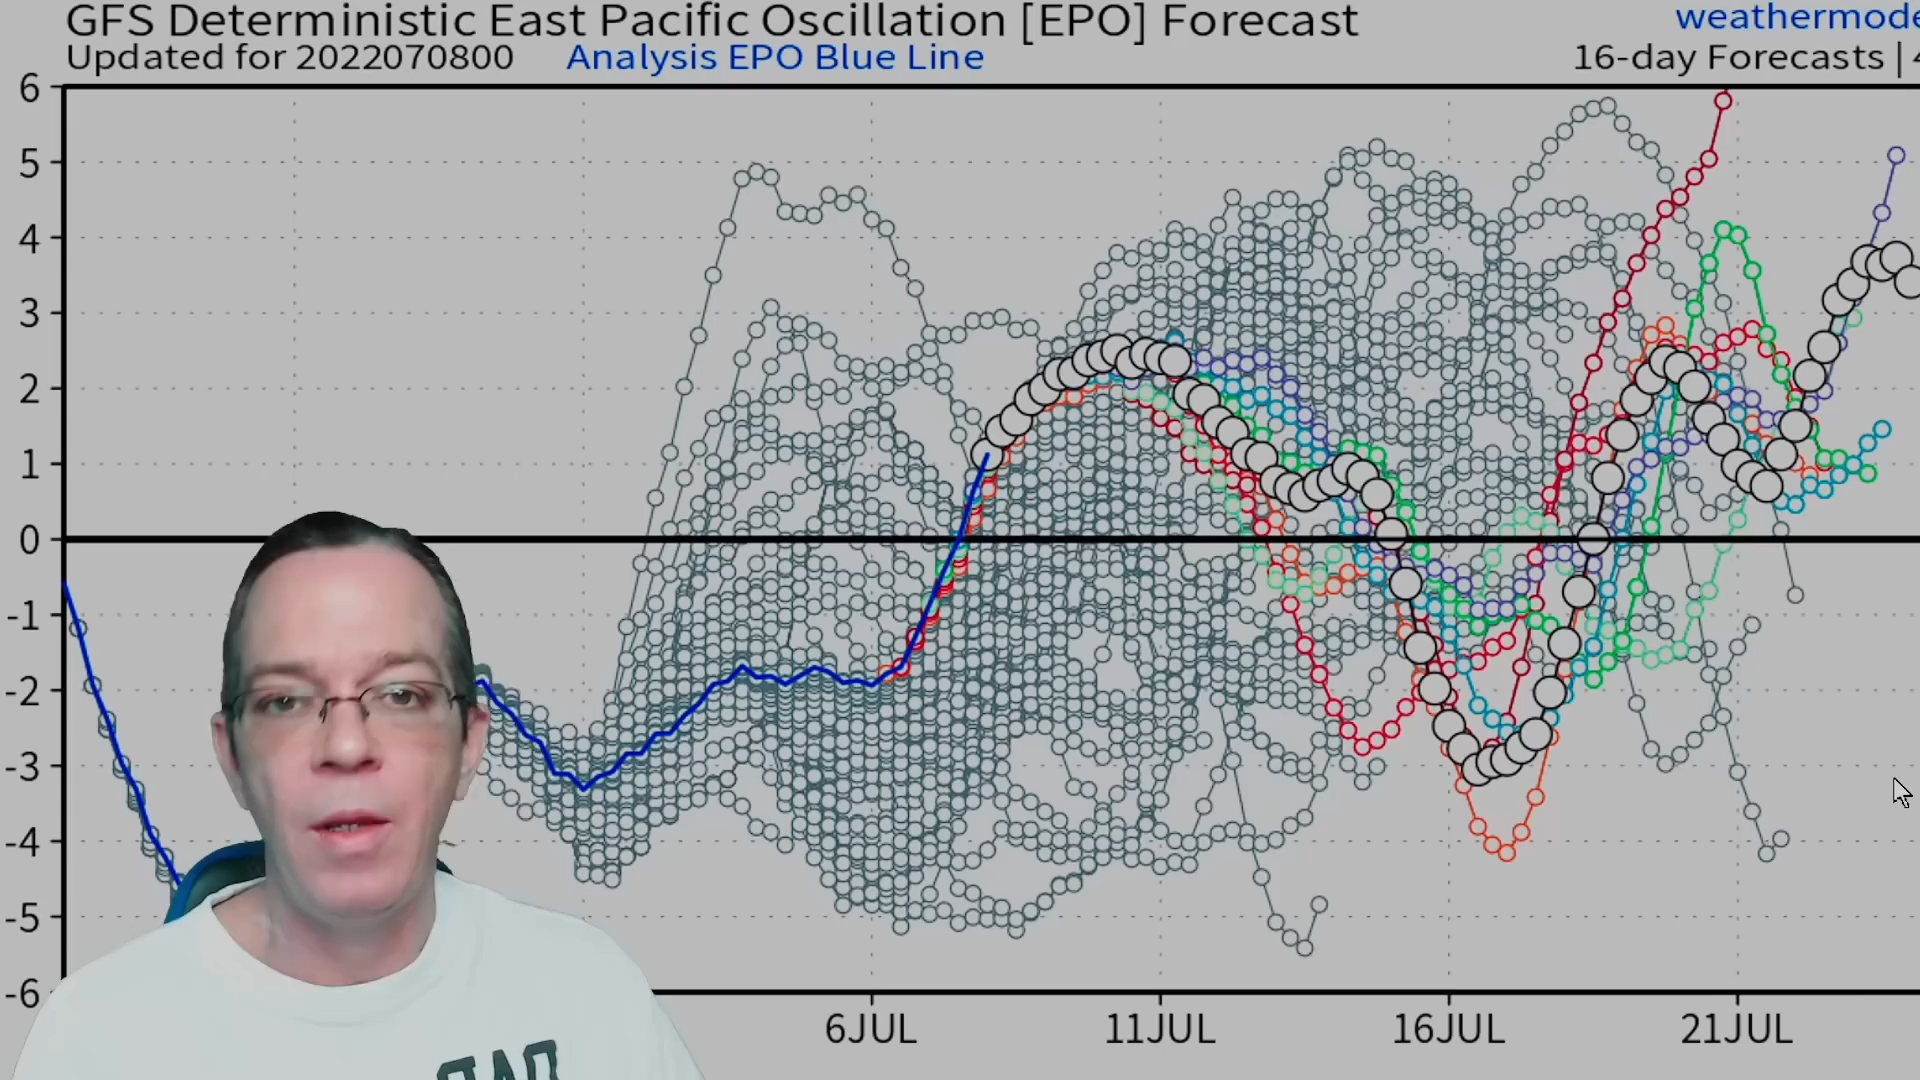 GFS Deterministic East Pacific Oscillation [EPO] Forecast
weathermode
Updated for 2022070800 Analysis EPO Blue Line
16-day Forecasts | 4
6
5
4
3
2
1
0
-1
-2
-3
-4
-5
-6
6JUL 11JUL 16JUL 21JUL